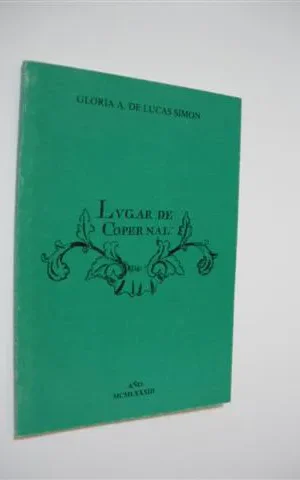 GLORIA A. DE LUCAS SIMON
LVGAR DE
COPERNAL
AÑO
MCMLXXXIII